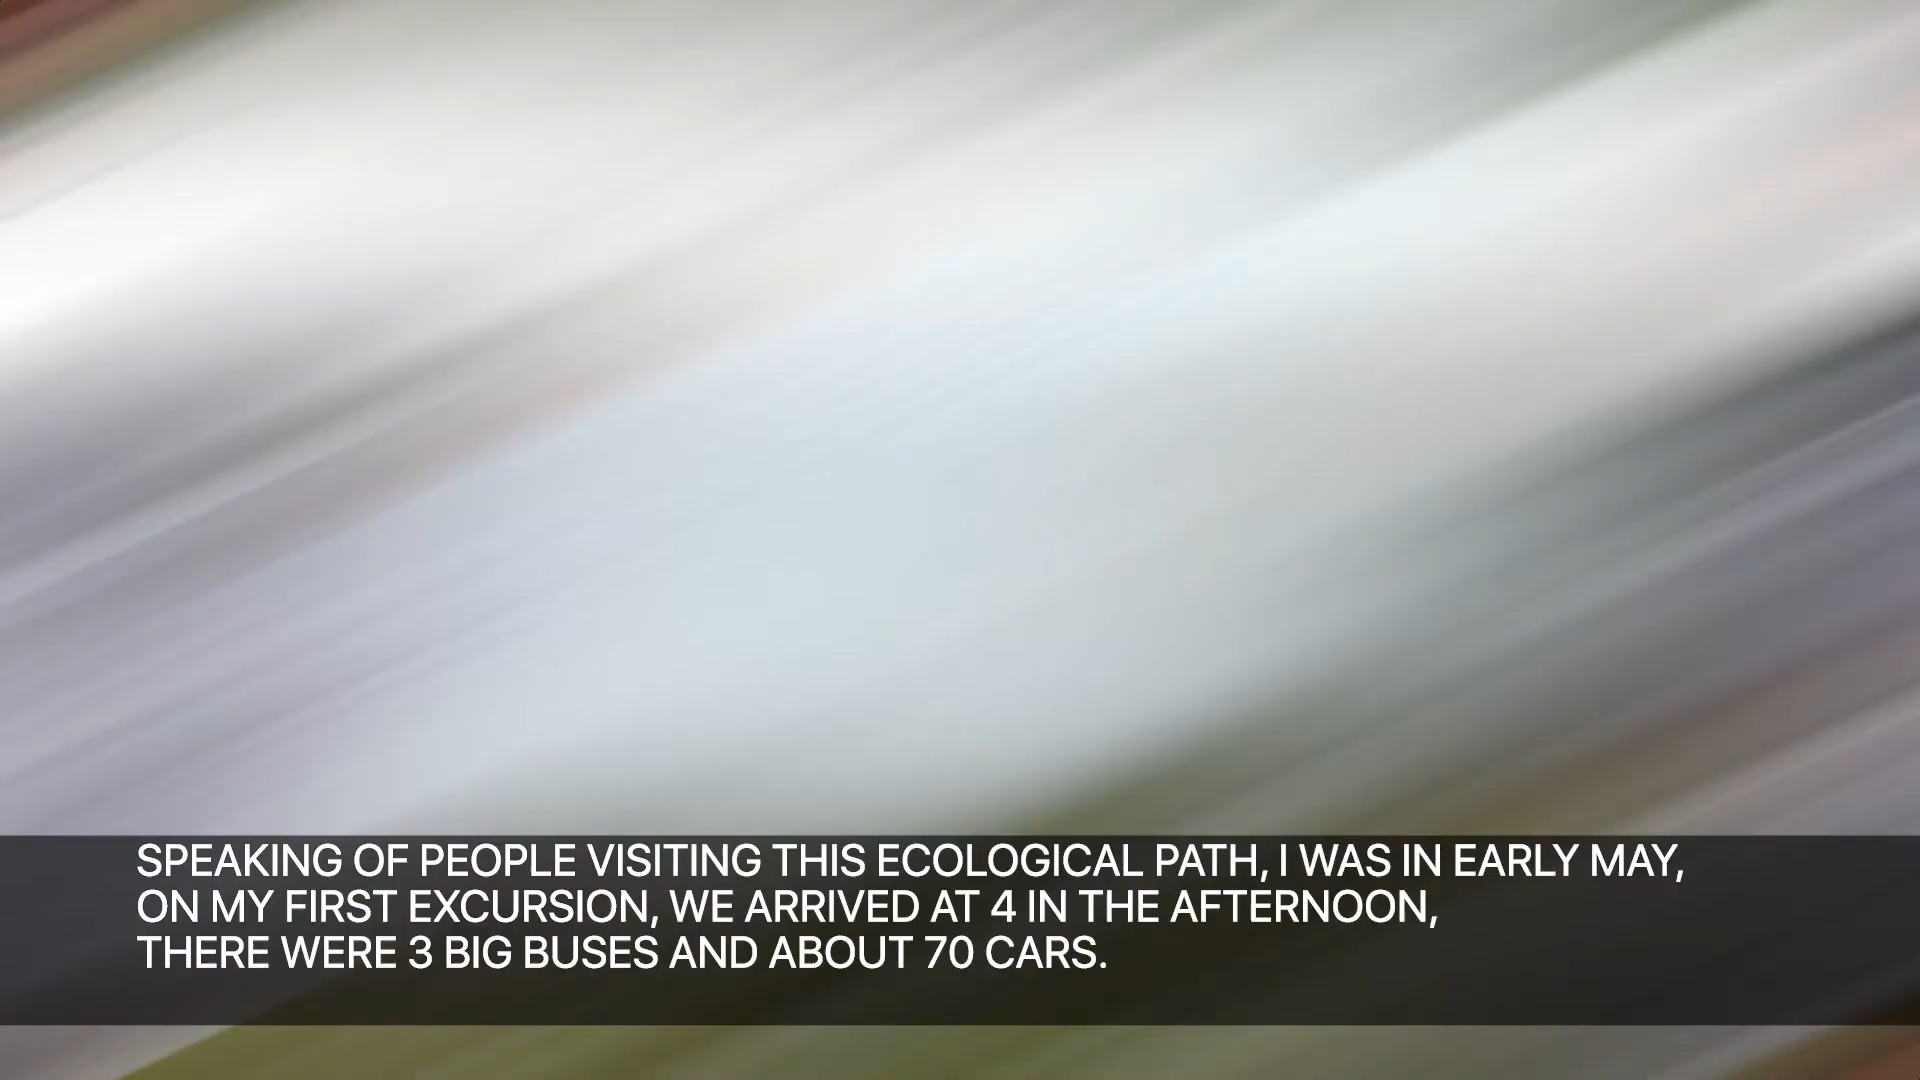 SPEAKING OF PEOPLE VISITING THIS ECOLOGICAL PATH, I WAS IN EARLY MAY,
ON MY FIRST EXCURSION, WE ARRIVED AT 4 IN THE AFTERNOON,
THERE WERE 3 BIG BUSES AND ABOUT 70 CARS.